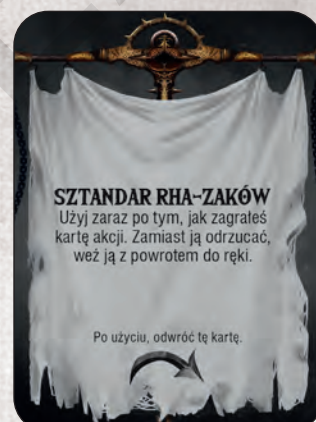 SZTANDAR RHA-ZAKÓW
Użyj zaraz po tym, jak zagrałeś
kartę akcji. Zamiast ją odrzucać,
weź ją z powrotem do ręki.
Po użyciu, odwróć tę kartę.